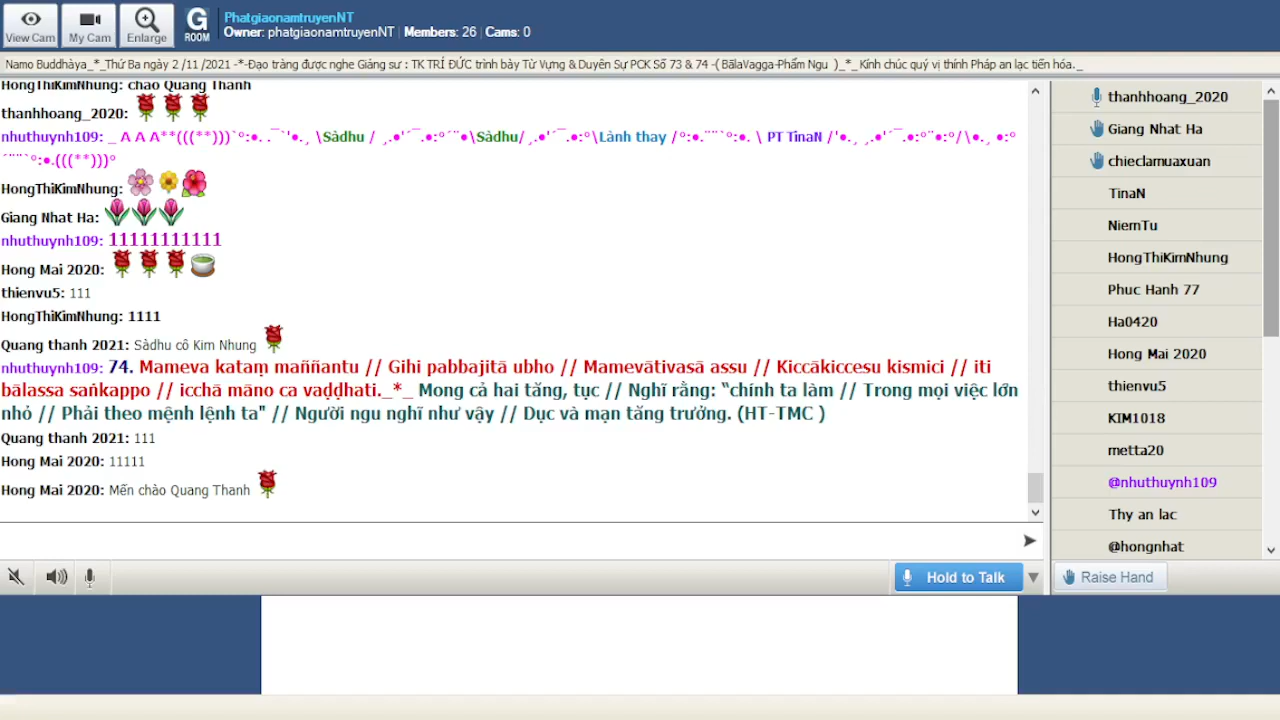 View Cam
My Cam
Enlarge
G
ROOM
PhatgiaonamtruyenNT
Owner: phatgiaonamtruyenNT | Members: 26 | Cams: 0
Namo Buddhàya_*_Thứ Ba ngày 2 /11 /2021 -*-Đạo tràng được nghe Giảng sư : TK TRÍ ĐỨC trình bày Từ Vựng & Duyên Sự PCK Số 73 & 74 -( BālaVagga-Phẩm Ngu )_*_ Kính chúc quý vị thính Pháp an lạc tiến hóa._
HongThiKimNhung: chao Quang Thanh
thanhhoang_2020:
nhuthuynh109: _ A A A**(((**)))`°:•. .¯`'•.¸ \Sàdhu / ¸.•'´¯.•:°´¨•\Sàdhu/¸.•'´¯.•:°\Lành thay /°:•.¨¨`°:•. \ PT TinaN /'•.¸ ¸.•'´¯.•:°¨•:°/\•.¸ •:°
´¨¨`°:•.(((**)))°
HongThiKimNhung:
Giang Nhat Ha:
nhuthuynh109: 11111111111
Hong Mai 2020:
thienvu5: 111
HongThiKimNhung: 1111
Quang thanh 2021: Sàdhu cô Kim Nhung
nhuthuynh109: 74. Mameva kataṃ maññantu // Gihi pabbajitā ubho // Mamevātivasā assu // Kiccākiccesu kismici // iti
bālassa saṅkappo // icchā māno ca vaḍḍhati._*_ Mong cả hai tăng, tục // Nghĩ rằng: “chính ta làm // Trong mọi việc lớn
nhỏ // Phải theo mệnh lệnh ta" // Người ngu nghĩ như vậy // Dục và mạn tăng trưởng. (HT-TMC )
Quang thanh 2021: 111
Hong Mai 2020: 11111
Hong Mai 2020: Mến chào Quang Thanh
Hold to Talk
thanhhoang_2020
Giang Nhat Ha
chieclamuaxuan
TinaN
NiemTu
HongThiKimNhung
Phuc Hanh 77
Ha0420
Hong Mai 2020
thienvu5
KIM1018
metta20
@nhuthuynh109
Thy an lac
@hongnhat
Raise Hand